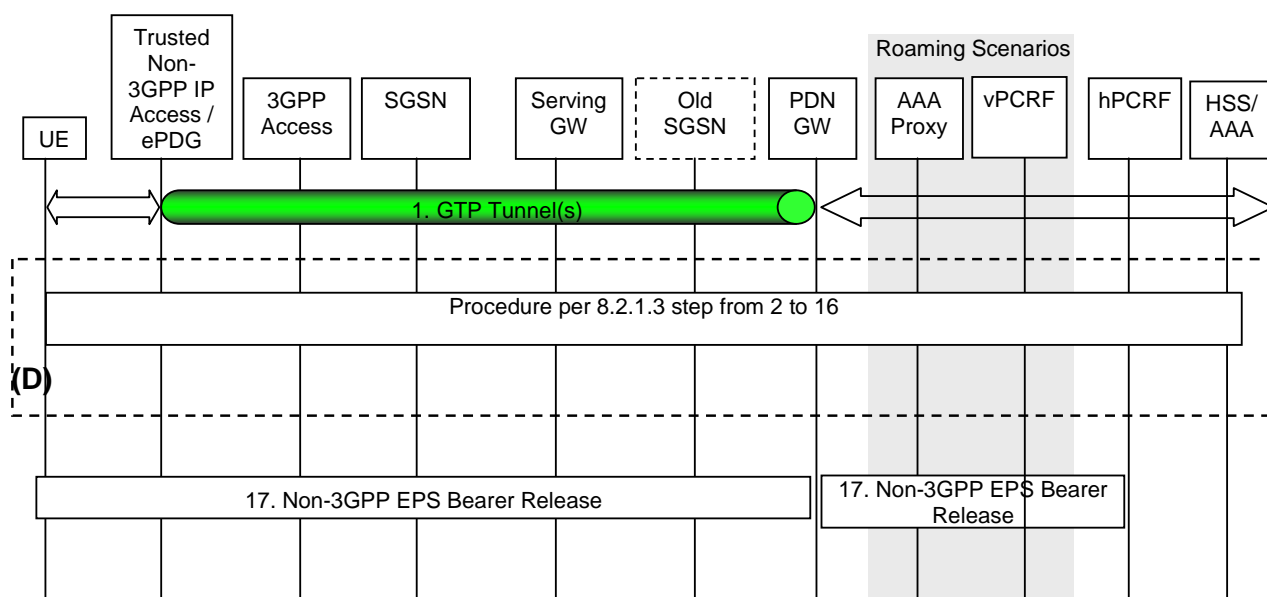 Trusted
Non-
3GPP IP
Access /
ePDG
Roaming Scenarios
UE
3GPP
Access
SGSN
Serving
GW
Old
SGSN
PDN
GW
AAA
Proxy
vPCRF
hPCRF
HSS/
AAA
1. GTP Tunnel(s)
Procedure per 8.2.1.3 step from 2 to 16
(D)
17. Non-3GPP EPS Bearer Release
17. Non-3GPP EPS Bearer
Release